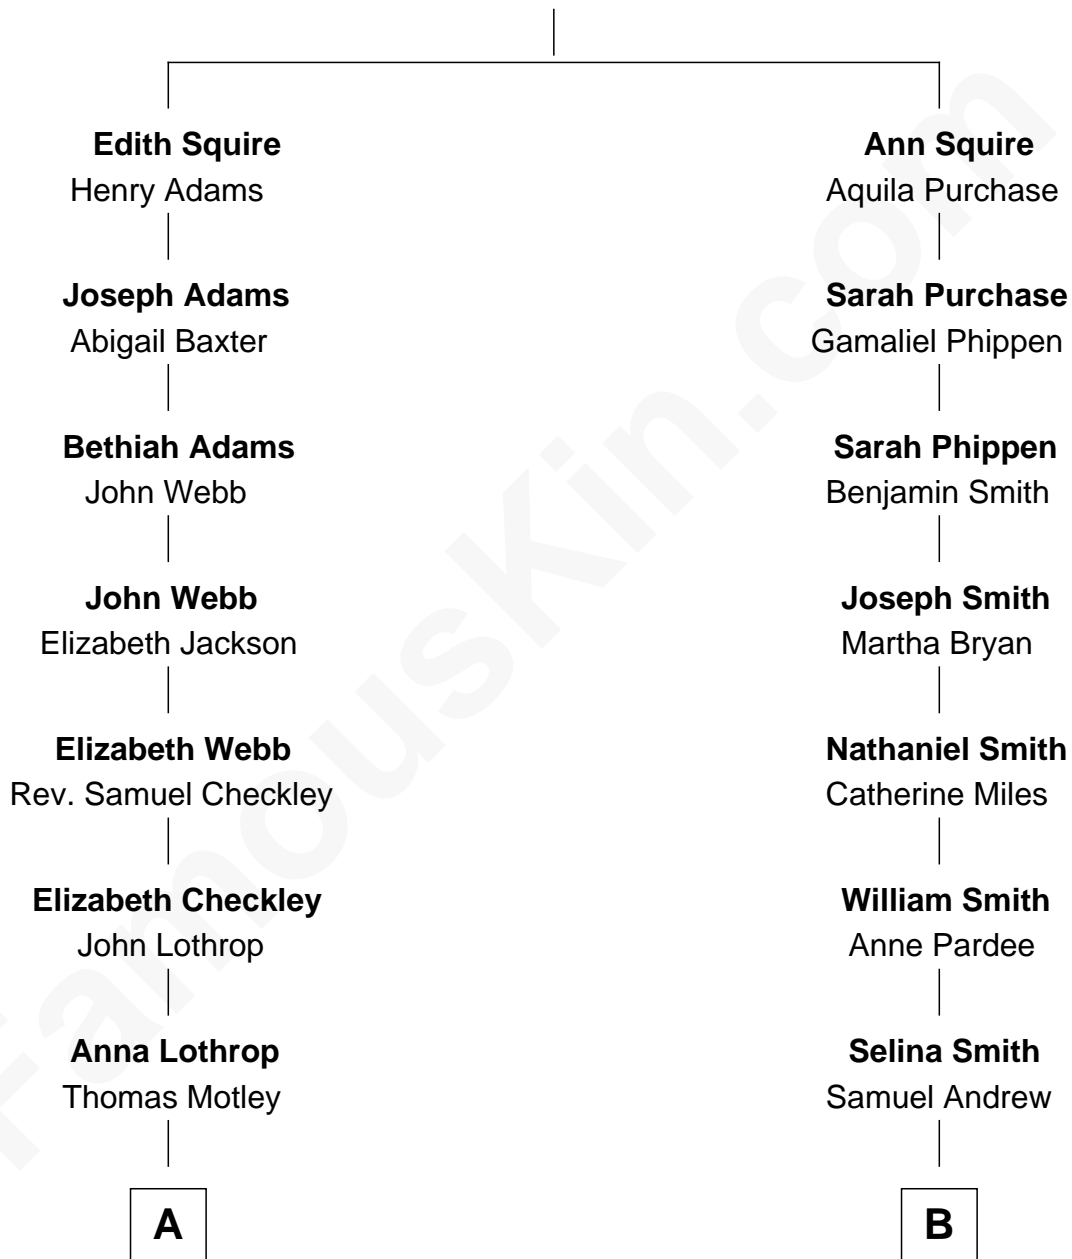 Edith Squire
Henry Adams
Ann Squire
Aquila Purchase
Joseph Adams
Abigail Baxter
Sarah Purchase
Gamaliel Phippen
Bethiah Adams
John Webb
Sarah Phippen
Benjamin Smith
John Webb
Elizabeth Jackson
Joseph Smith
Martha Bryan
Elizabeth Webb
Rev. Samuel Checkley
Nathaniel Smith
Catherine Miles
Elizabeth Checkley
John Lothrop
William Smith
Anne Pardee
Anna Lothrop
Thomas Motley
Selina Smith
Samuel Andrew
A
B
FamousKin.com